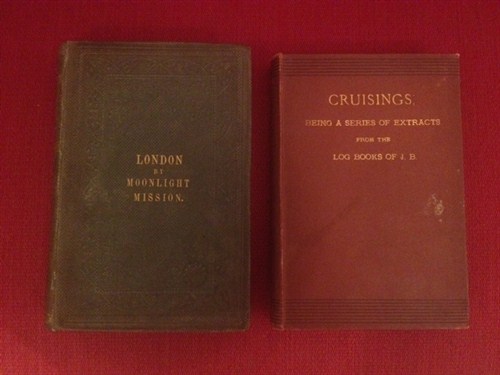 LONDON
BY
MOONLIGHT
MISSION.
CRUISINGS,
BEING A SERIES OF EXTRACTS
FROM THE
LOG BOOKS OF J. B.